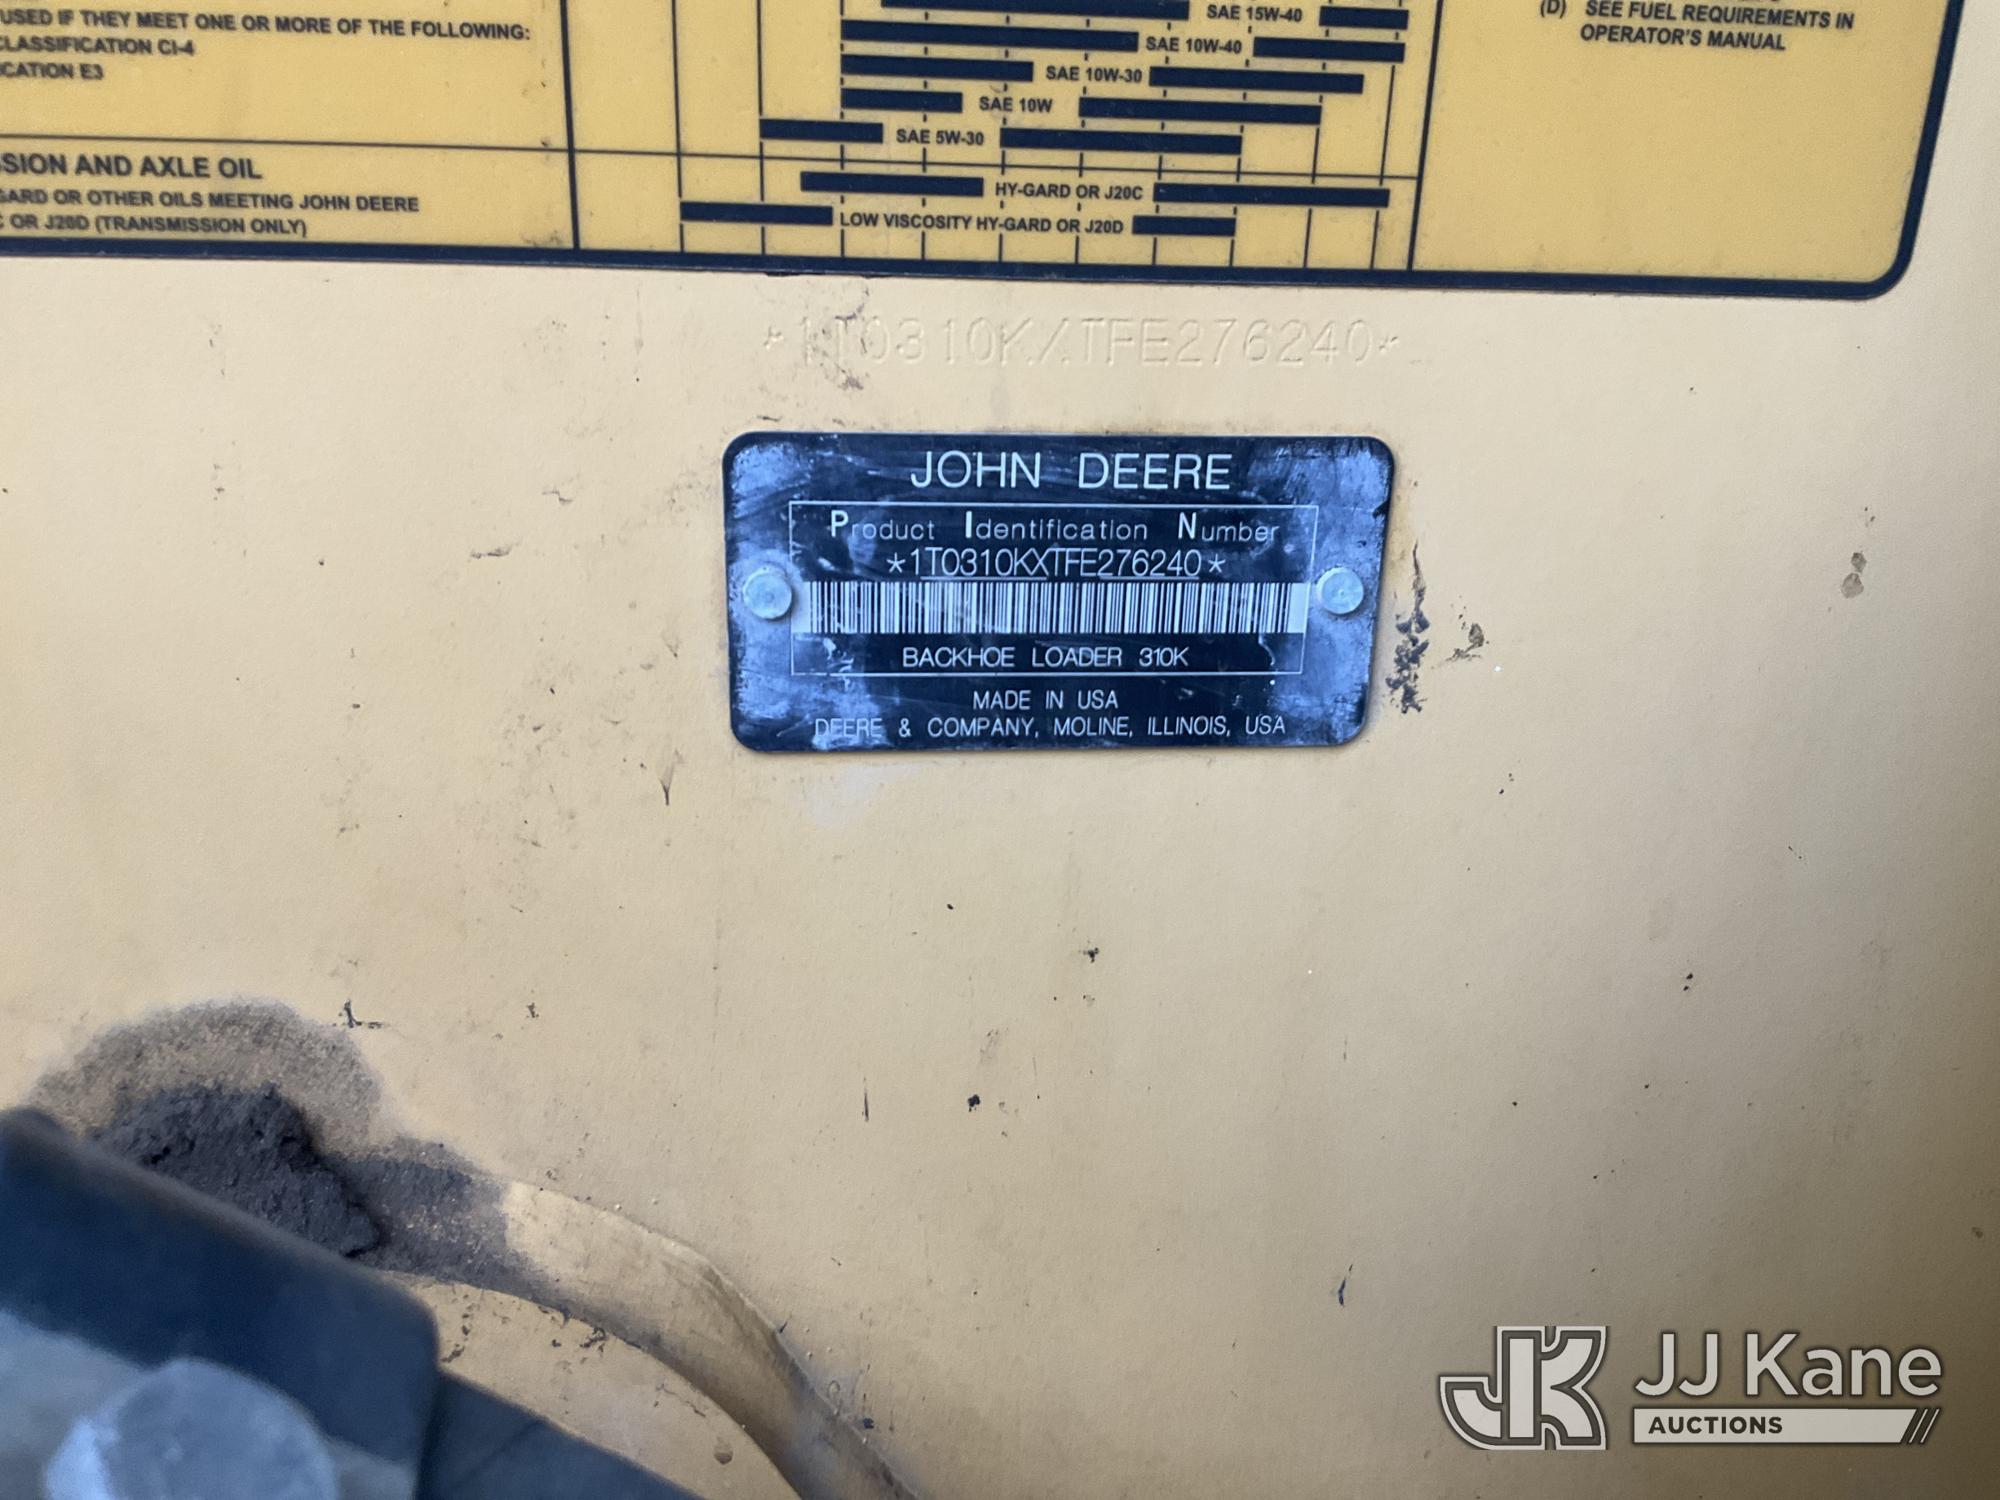 USED IF THEY MEET ONE OR MORE OF THE FOLLOWING:
CLASSIFICATION CI-4
ICATION E3
SSION AND AXLE OIL
GARD OR OTHER OILS MEETING JOHN DEERE
C OR J20D (TRANSMISSION ONLY)
SAE 15W-40
SAE 10W-40
SAE 10W-30
SAE 10W
SAE 5W-30
HY-GARD OR J20C
LOW VISCOSITY HY-GARD OR J20D
(D) SEE FUEL REQUIREMENTS IN
OPERATOR'S MANUAL
*1T0310KXTFE276240*
JOHN DEERE
Product Identification Number
*1T0310KXTFE276240*
BACKHOE LOADER 310K
MADE IN USA
DEERE & COMPANY, MOLINE, ILLINOIS, USA
JK JJ Kane
AUCTIONS